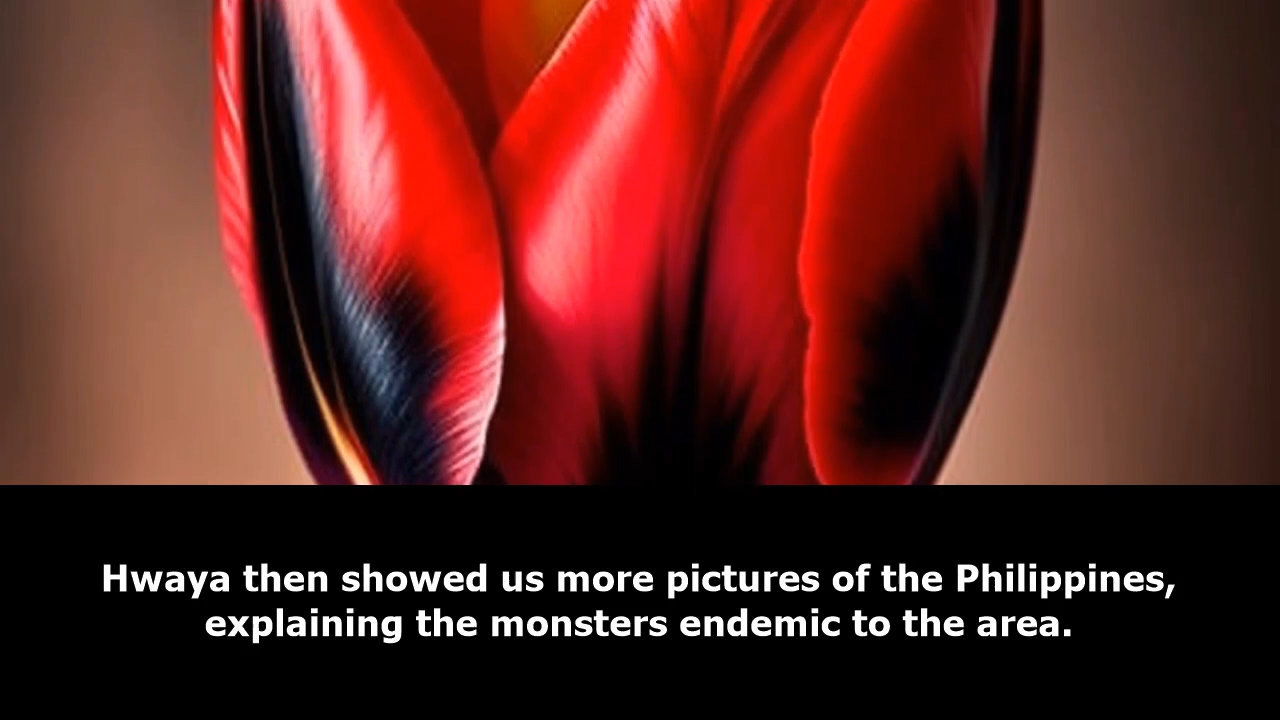 Hwaya then showed us more pictures of the Philippines,
explaining the monsters endemic to the area.